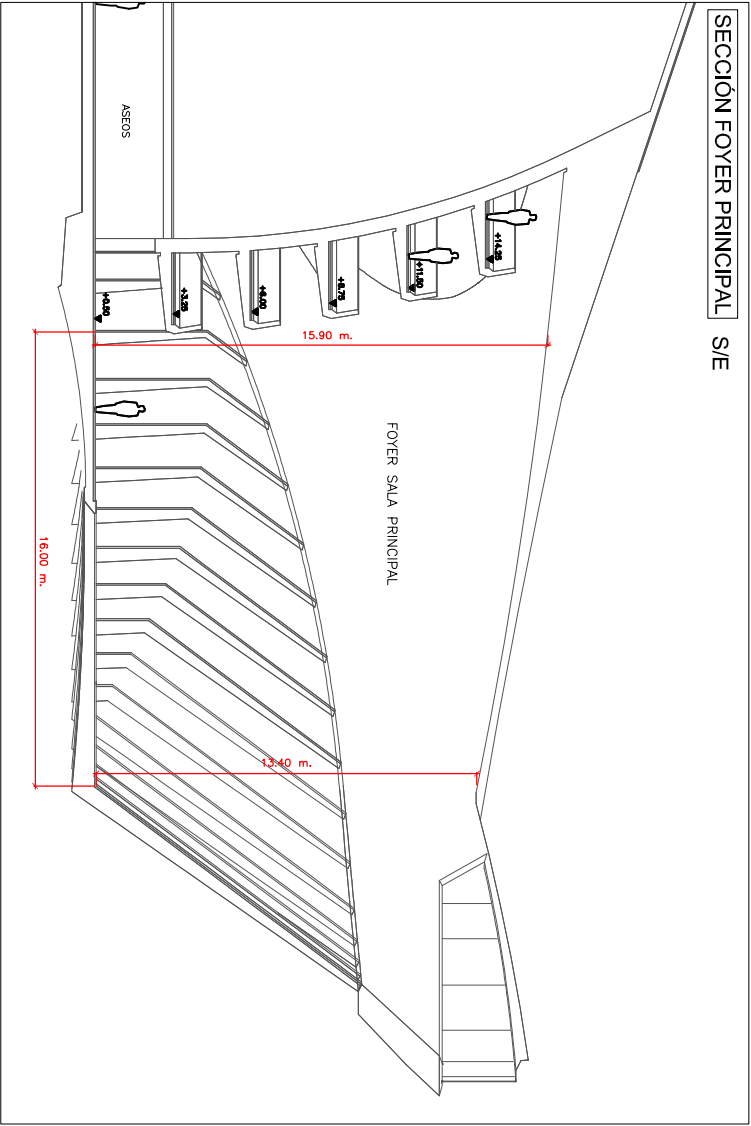 SECCIÓN FOYER PRINCIPAL S/E
+14.25
+11.50
+8.75
+6.00
+3.25
+0.50
15.90 m.
FOYER SALA PRINCIPAL
13.40 m.
ASEOS
16.00 m.